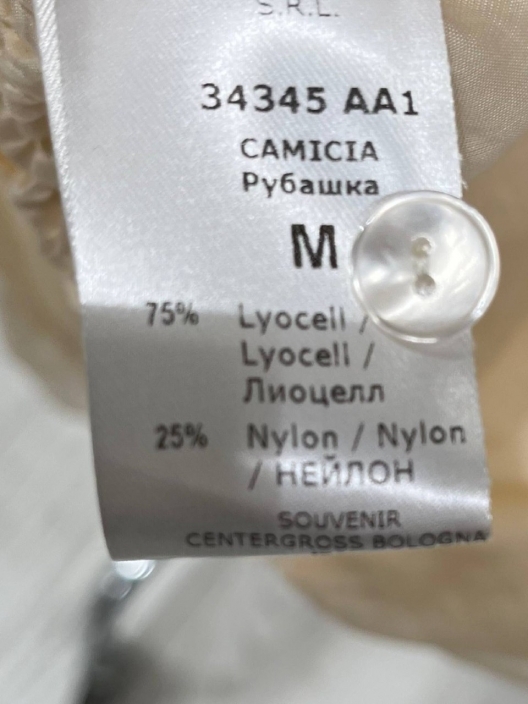 S.R.L.
34345 AA1
CAMICIA
Рубашка
M
75% Lyocell /
Lyocell /
Лиоцелл
25% Nylon / Nylon
/ НЕЙЛОН
SOUVENIR
CENTERGROSS BOLOGNA